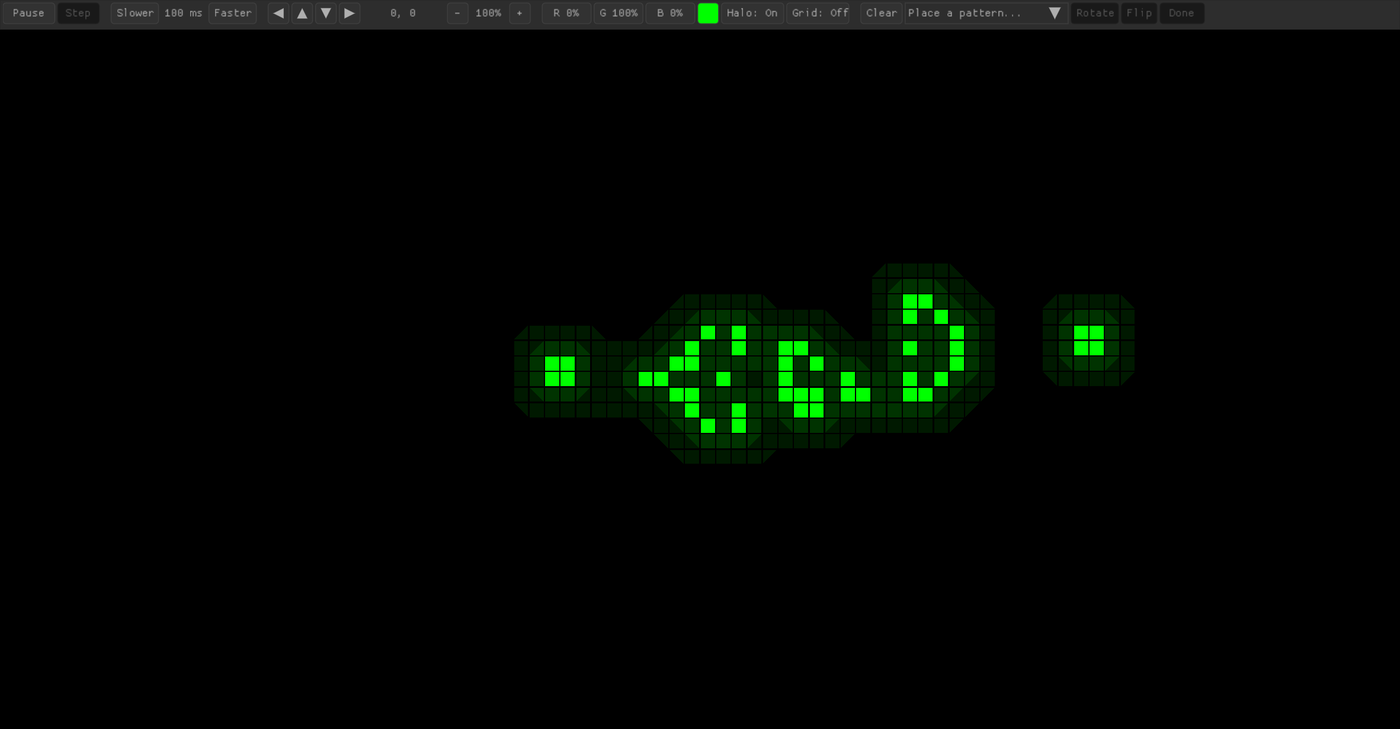 Pause Step Slower 100 ms Faster ◀ ▲ ▼ ▶ 0, 0 - 100% + R 0% G 100% B 0% Halo: On Grid: Off Clear Place a pattern... ▼ Rotate Flip Done